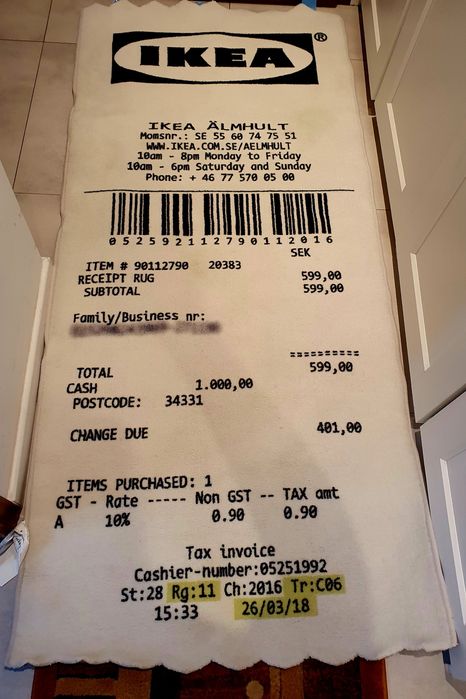 IKEA®
IKEA ÄLMHULT
Momsnr.: SE 55 60 74 75 51
WWW.IKEA.COM.SE/AELMHULT
10am - 8pm Monday to Friday
10am - 6pm Saturday and Sunday
Phone: + 46 77 570 05 00
0525921127901112016
SEK
ITEM # 90112790 20383
RECEIPT RUG 599,00
SUBTOTAL 599,00
Family/Business nr:
==========
TOTAL 599,00
CASH 1.000,00
POSTCODE: 34331
CHANGE DUE 401,00
ITEMS PURCHASED: 1
GST - Rate ----- Non GST -- TAX amt
A 10% 0.90 0.90
Tax invoice
Cashier-number:05251992
St:28 Rg:11 Ch:2016 Tr:C06
15:33 26/03/18